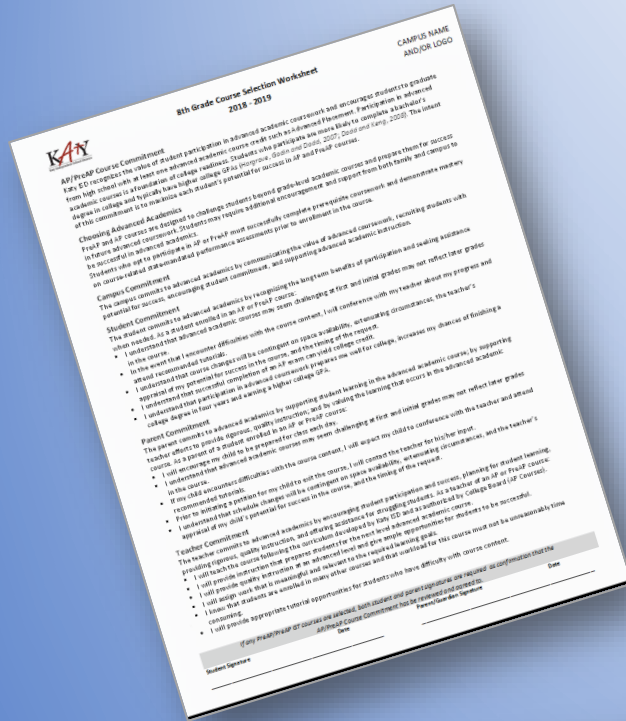 CAMPUS NAME
AND/OR LOGO
8th Grade Course Selection Worksheet
2018 - 2019
KATY
AP/PreAP Course Commitment
Katy ISD recognizes the value of student participation in advanced academic coursework and encourages students to graduate
from high school with at least one advanced academic course credit such as Advanced Placement. Participation in advanced
academic courses is a foundation of college readiness. Students who participate are more likely to complete a bachelor's
degree in college and typically have higher college GPAs (Hargrove, Godin and Dodd, 2007; Dodd and Keng, 2008). The intent
of this commitment is to maximize each student's potential for success in AP and PreAP courses.
Choosing Advanced Academics
PreAP and AP courses are designed to challenge students beyond grade-level academic courses and prepare them for success
in future advanced coursework. Students may require additional encouragement and support from both family and campus to
be successful in advanced academics.
Students who opt to participate in AP or PreAP must successfully complete prerequisite coursework and demonstrate mastery
on course-related state-mandated performance assessments prior to enrollment in the course.
Campus Commitment
The campus commits to advanced academics by communicating the value of advanced coursework, recruiting students with
potential for success, encouraging student commitment, and supporting advanced academic instruction.
Student Commitment
The student commits to advanced academics by recognizing the long term benefits of participation and seeking assistance
when needed. As a student enrolled in an AP or PreAP course:
• I understand that advanced academic courses may seem challenging at first and initial grades may not reflect later grades
in the course.
• In the event that I encounter difficulties with the course content, I will conference with my teacher about my progress and
attend recommended tutorials.
• I understand that course changes will be contingent on space availability, extenuating circumstances, the teacher's
appraisal of my potential for success in the course, and the timing of the request.
• I understand that successful completion of an AP exam can yield college credit.
• I understand that participation in advanced coursework prepares me well for college, increases my chances of finishing a
college degree in four years and earning a higher college GPA.
Parent Commitment
The parent commits to advanced academics by supporting student learning in the advanced academic course; by supporting
teacher efforts to provide rigorous, quality instruction, and by valuing the learning that occurs in the advanced academic
course. As a parent of a student enrolled in an AP or PreAP course:
• I will encourage my child to be prepared for class each day.
• I understand that advanced academic courses may seem challenging at first and initial grades may not reflect later grades
in the course.
• If my child encounters difficulties with the course content, I will expect my child to conference with the teacher and attend
recommended tutorials.
• Prior to initiating a petition for my child to exit the course, I will contact the teacher for his/her input.
• I understand that schedule changes will be contingent on space availability, extenuating circumstances, and the teacher's
appraisal of my child's potential for success in the course, and the timing of the request.
Teacher Commitment
The teacher commits to advanced academics by encouraging student participation and success, planning for student learning,
providing rigorous, quality instruction, and offering assistance for struggling students. As a teacher of an AP or PreAP course:
• I will teach the course following the curriculum developed by Katy ISD and as authorized by College Board (AP Courses).
• I will provide instruction that prepares students for the next level advanced academic course.
• I will provide quality instruction at an advanced level and give ample opportunities for students to be successful.
• I will assign work that is meaningful and relevant to the required learning goals.
• I know that students are enrolled in many other courses and that workload for this course must not be unreasonably time
consuming.
• I will provide appropriate tutorial opportunities for students who have difficulty with course content.
(If any PreAP/PreAP GT courses are selected, both student and parent signatures are required as confirmation that the
AP/PreAP Course Commitment has be reviewed and agreed to.
Student Signature Date Parent/Guardian Signature Date